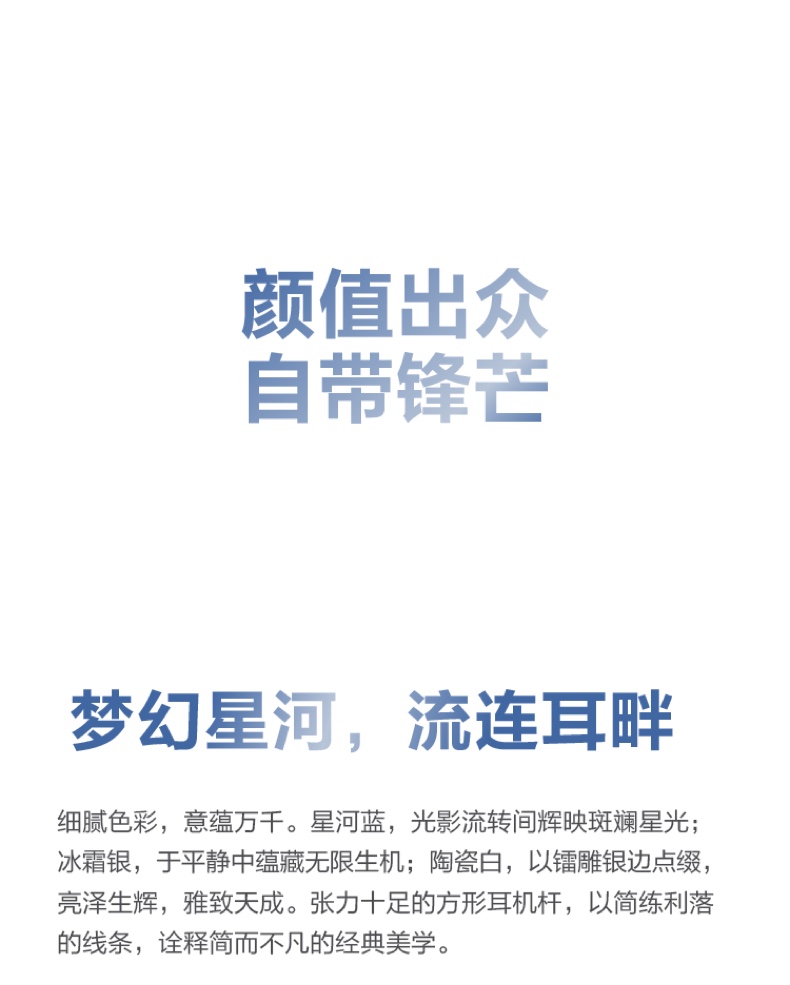 颜值出众
自带锋芒
梦幻星河，流连耳畔
细腻色彩，意蕴万千。星河蓝，光影流转间辉映斑斓星光；
冰霜银，于平静中蕴藏无限生机；陶瓷白，以镭雕银边点缀，
亮泽生辉，雅致天成。张力十足的方形耳机杆，以简练利落
的线条，诠释简而不凡的经典美学。